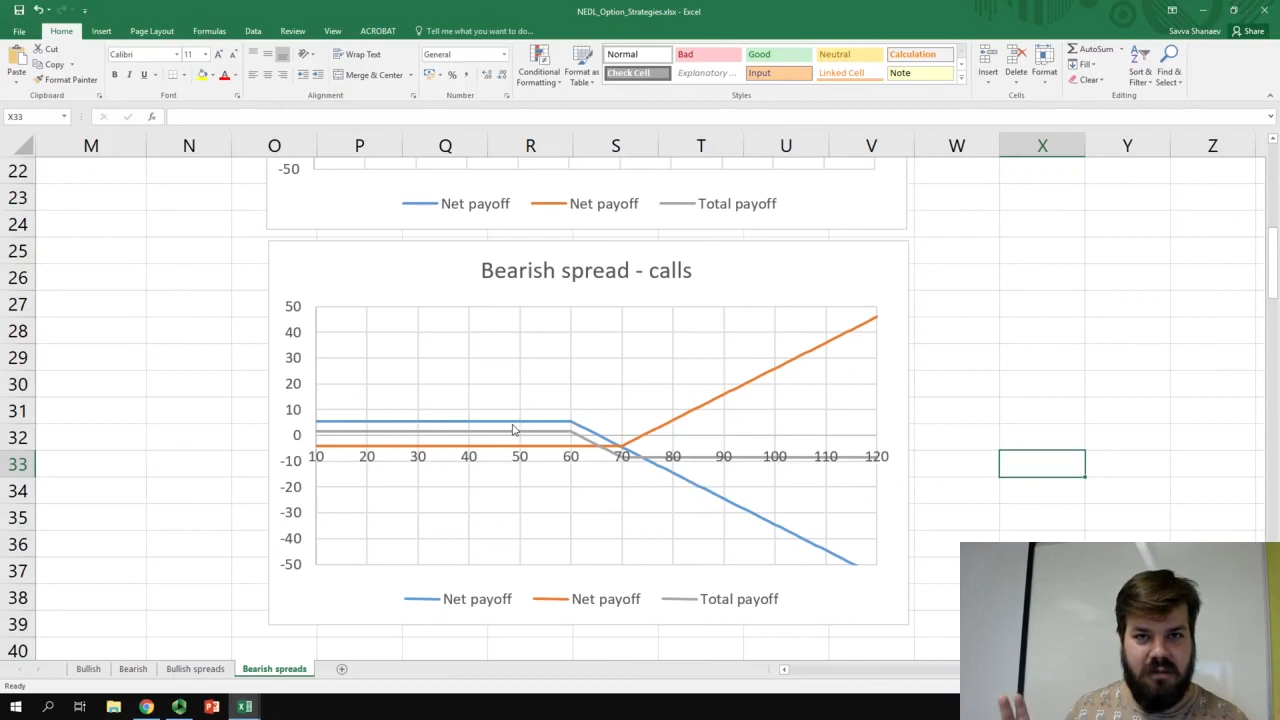 NEDL_Option_Strategies.xlsx - Excel
Savva Shanaev
Share
File Home Insert Page Layout Formulas Data Review View ACROBAT Tell me what you want to do...
Paste
Cut
Copy
Format Painter
Clipboard
Calibri 11
B I U
Font
Wrap Text
Merge & Center
Alignment
General
Number
Conditional Formatting
Format as Table
Normal Bad Good Neutral Calculation
Check Cell Explanatory ... Input Linked Cell Note
Styles
Insert Delete Format
Cells
AutoSum
Fill
Clear
Sort & Filter
Find & Select
Editing
X33
fx
M N O P Q R S T U V W X Y Z
22
23
24
25
26
27
28
29
30
31
32
33
34
35
36
37
38
39
40
-50
Net payoff Net payoff Total payoff
Bearish spread - calls
50
40
30
20
10
0
-10
-20
-30
-40
-50
10 20 30 40 50 60 70 80 90 100 110 120
Net payoff Net payoff Total payoff
Bullish Bearish Bullish spreads Bearish spreads
Ready